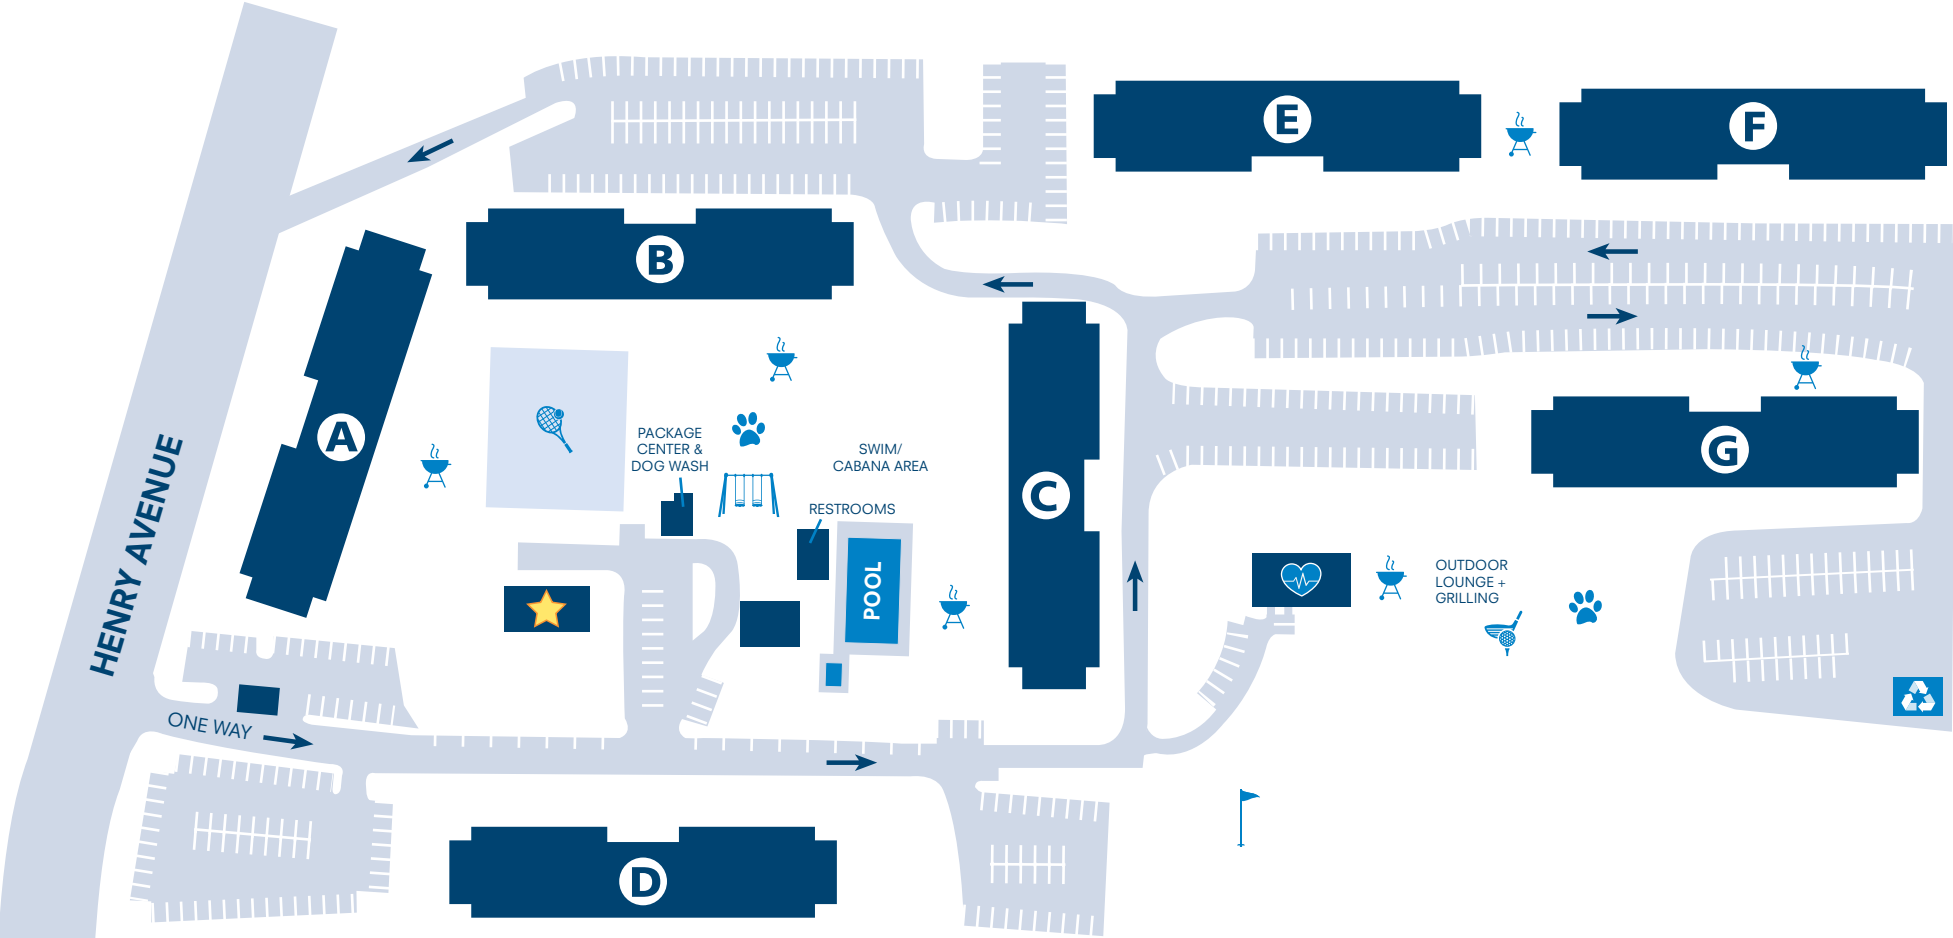 E
F
B
A
PACKAGE
CENTER &
DOG WASH
SWIM/
CABANA AREA
RESTROOMS
C
G
HENRY AVENUE
POOL
OUTDOOR
LOUNGE +
GRILLING
ONE WAY
D